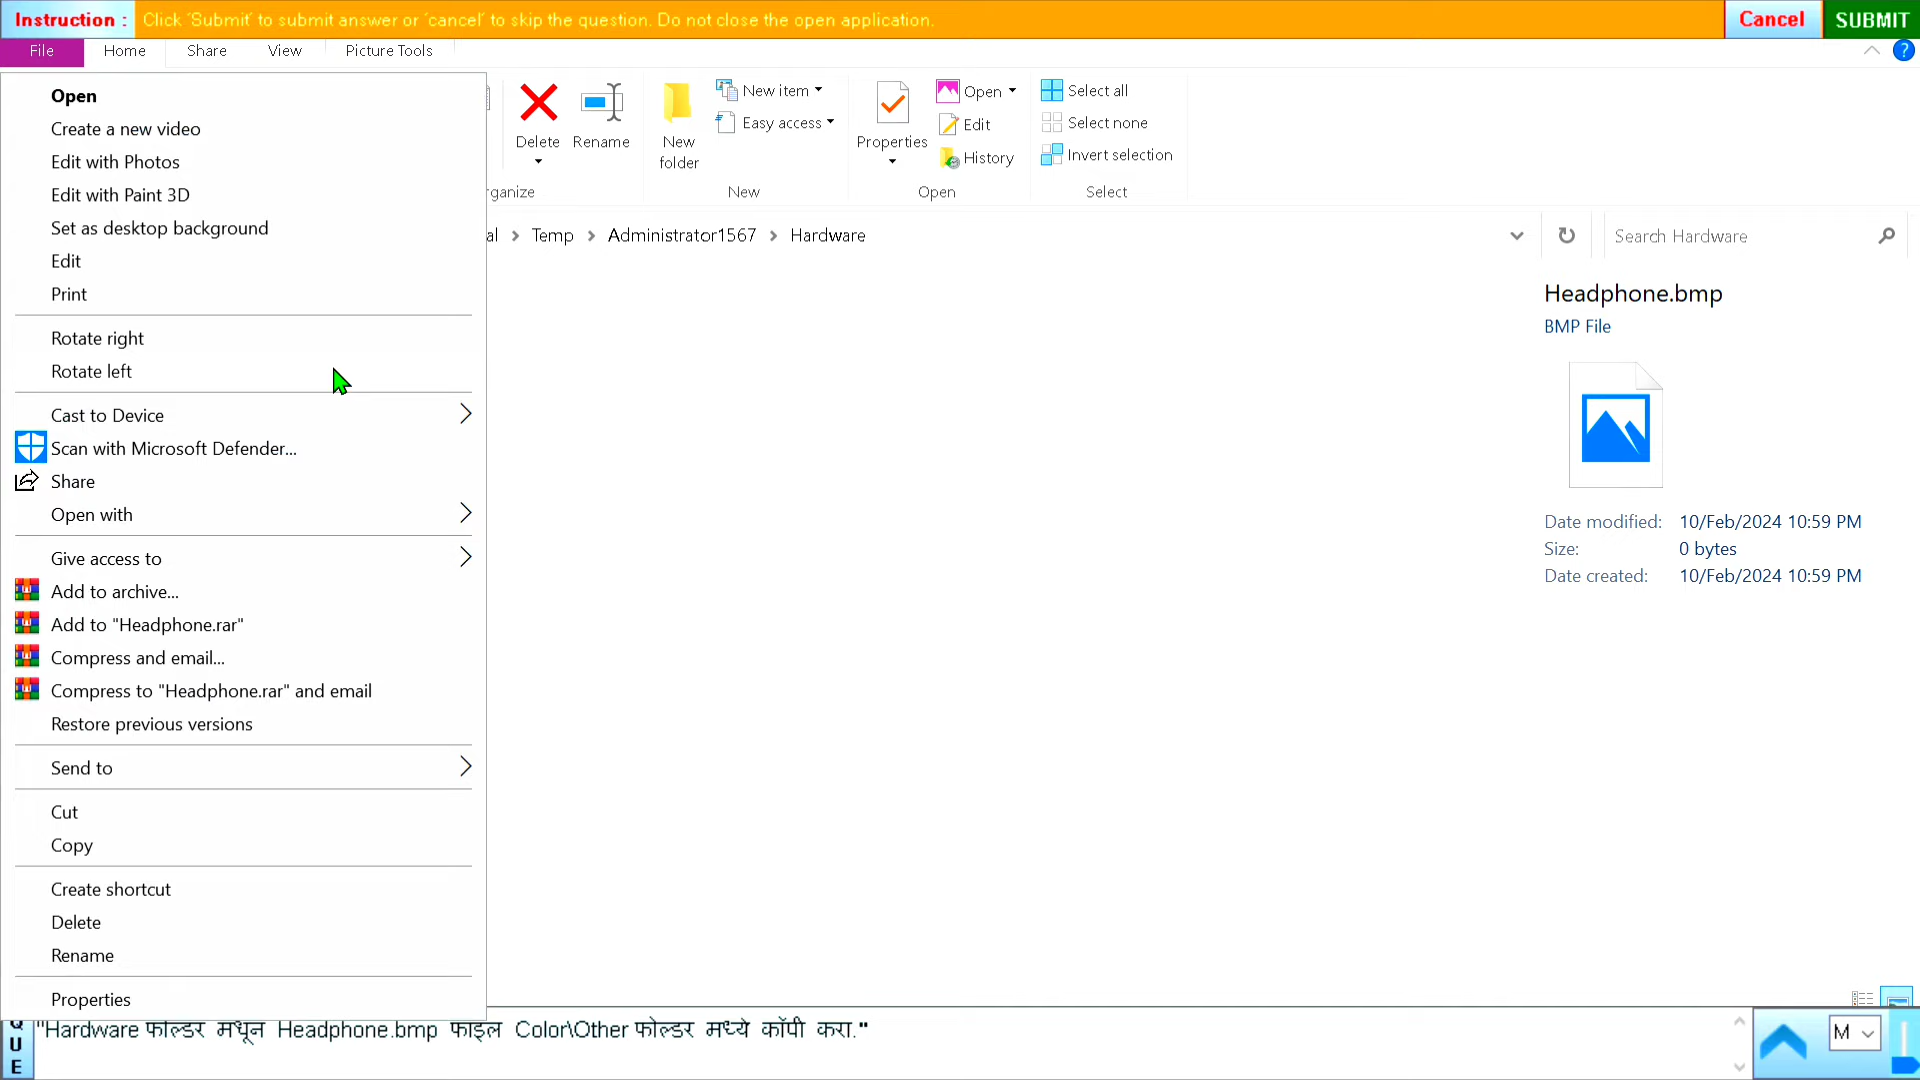 Instruction :
Click 'Submit' to submit answer or 'cancel' to skip the question. Do not close the open application.
Cancel
SUBMIT
File
Home
Share
View
Picture Tools
?
Open
Create a new video
Edit with Photos
Edit with Paint 3D
Set as desktop background
Edit
Print
Rotate right
Rotate left
Cast to Device
Scan with Microsoft Defender...
Share
Open with
Give access to
Add to archive...
Add to "Headphone.rar"
Compress and email...
Compress to "Headphone.rar" and email
Restore previous versions
Send to
Cut
Copy
Create shortcut
Delete
Rename
Properties
Delete
Rename
ganize
New
folder
New item
Easy access
New
Properties
Open
Edit
History
Open
Select all
Select none
Invert selection
Select
al > Temp > Administrator1567 > Hardware
Search Hardware
Headphone.bmp
BMP File
Date modified: 10/Feb/2024 10:59 PM
Size: 0 bytes
Date created: 10/Feb/2024 10:59 PM
Q
U
E
"Hardware फोल्डर मधून Headphone.bmp फाइल Color\Other फोल्डर मध्ये कॉपी करा."
M